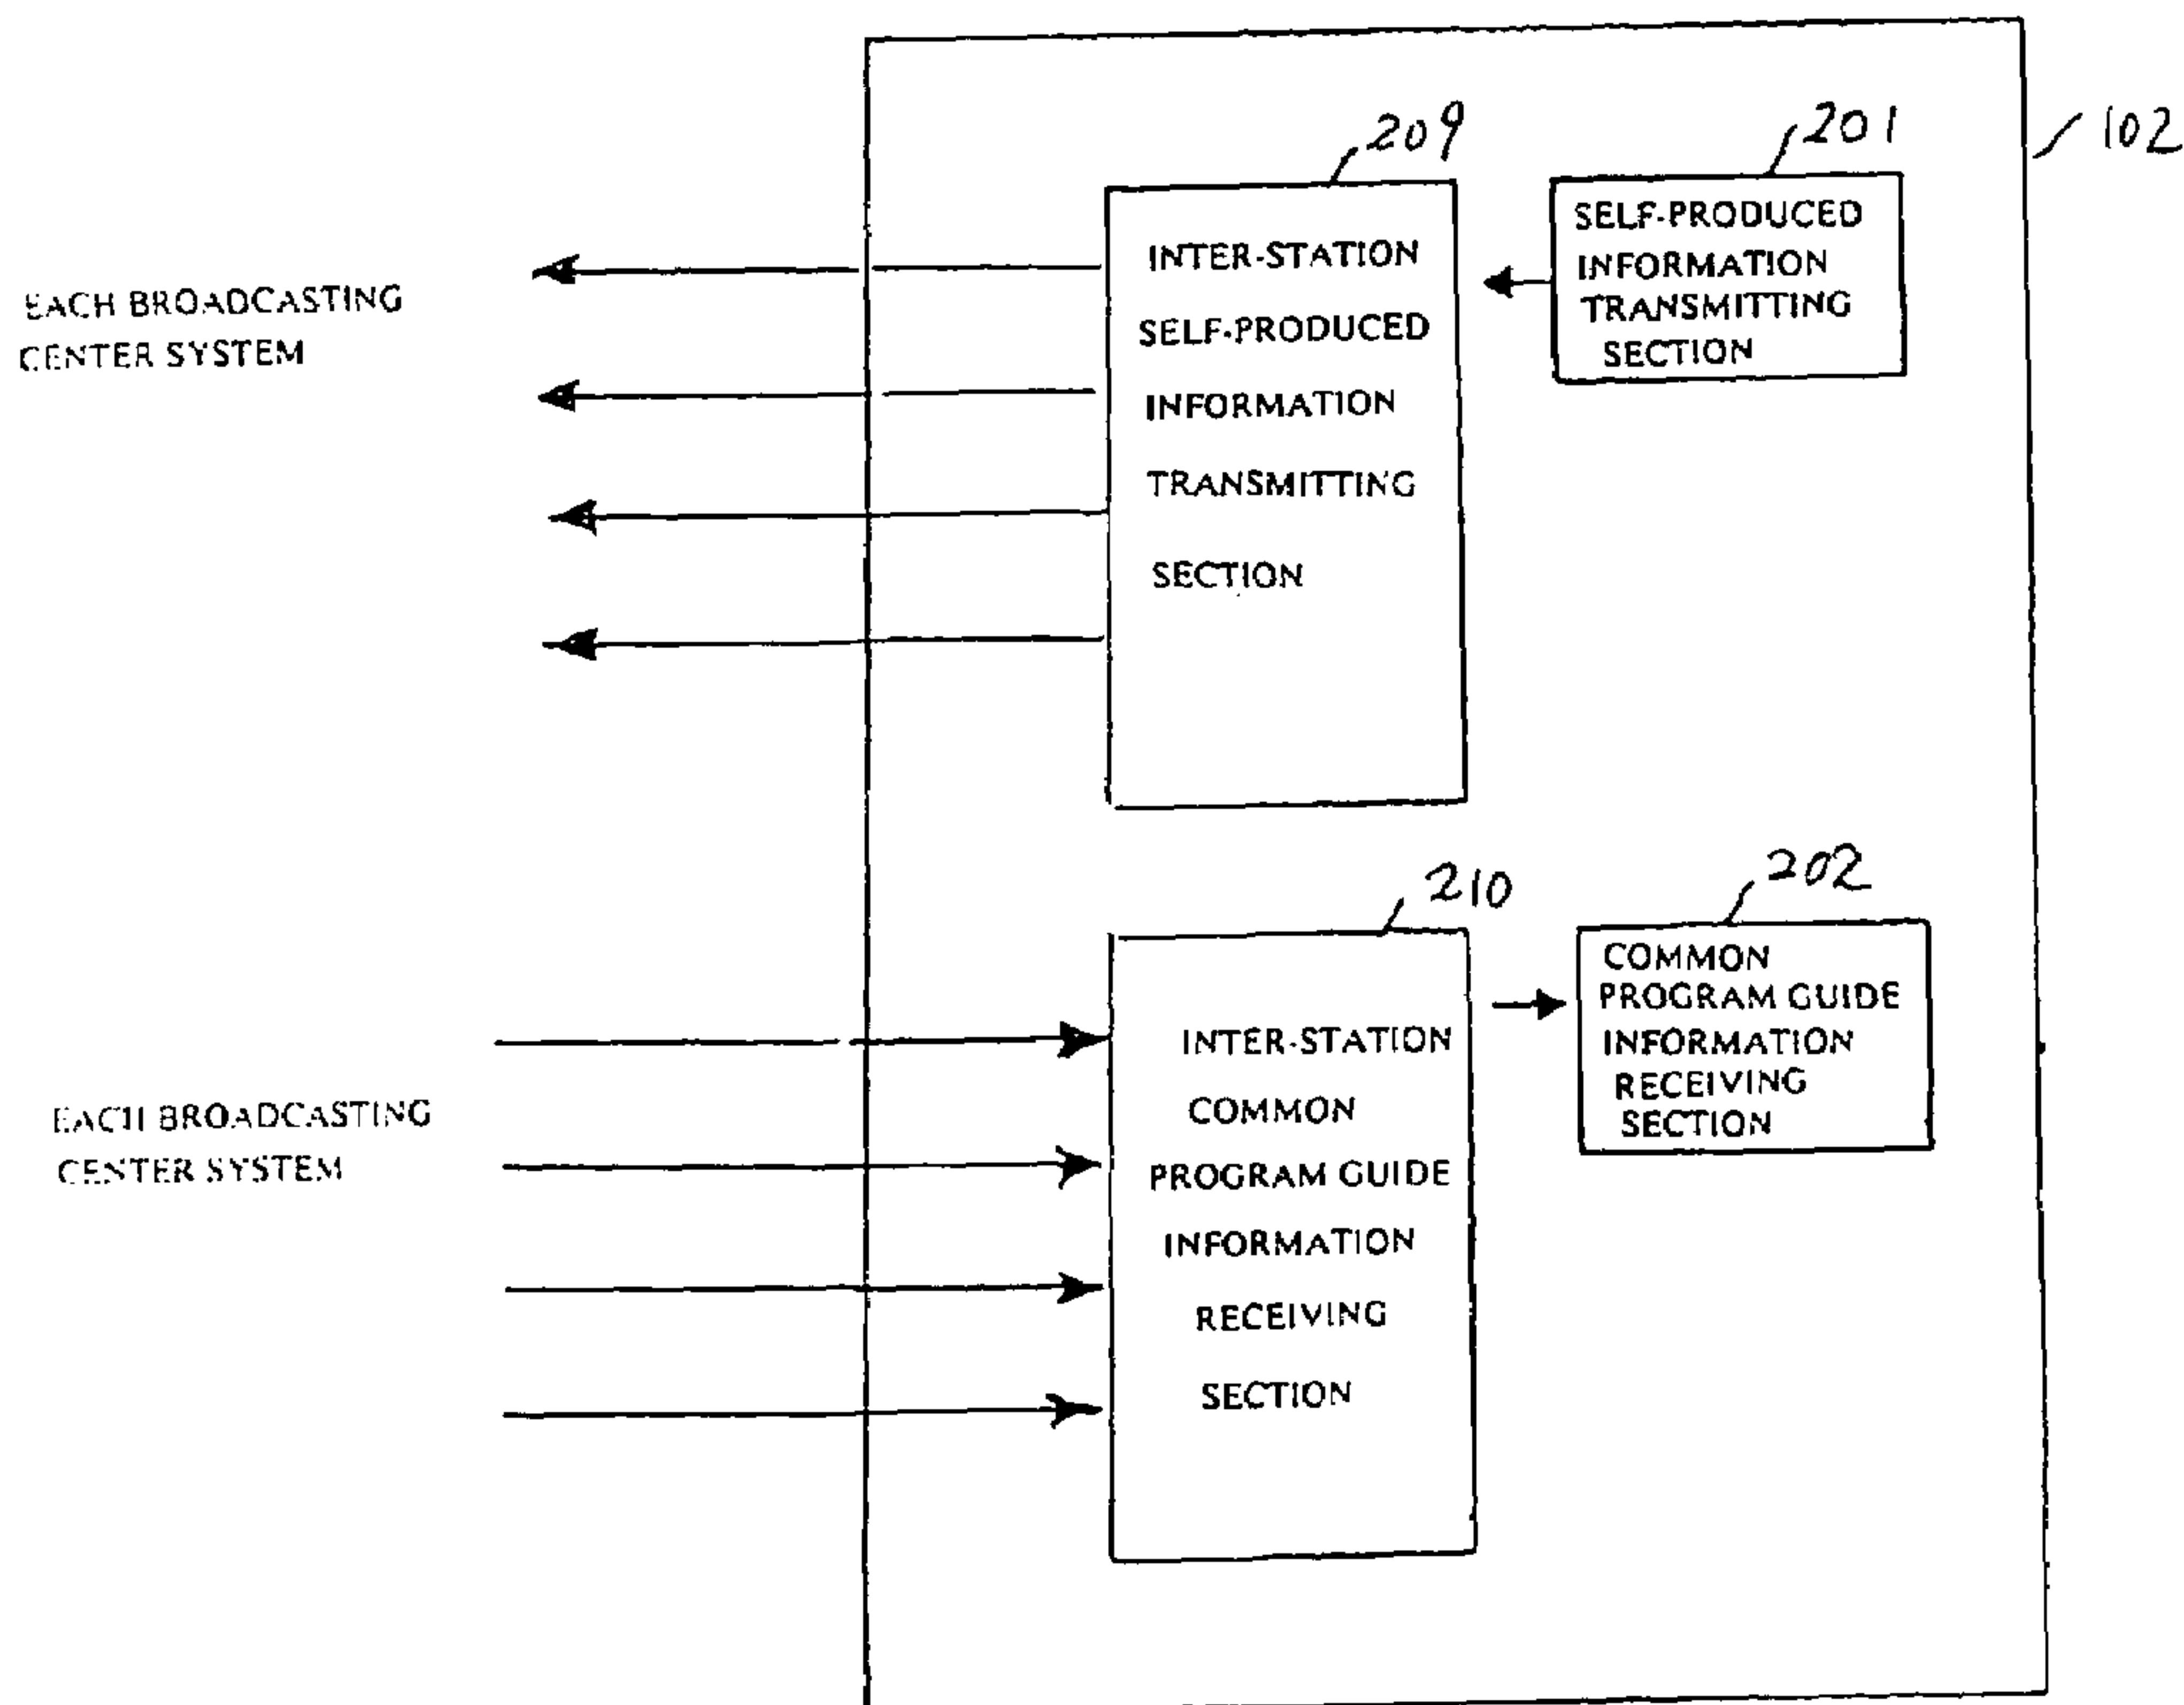 209
201
102
EACH BROADCASTING
CENTER SYSTEM
INTER-STATION
SELF-PRODUCED
INFORMATION
TRANSMITTING
SECTION
SELF-PRODUCED
INFORMATION
TRANSMITTING
SECTION
210
202
EACH BROADCASTING
CENTER SYSTEM
INTER-STATION
COMMON
PROGRAM GUIDE
INFORMATION
RECEIVING
SECTION
COMMON
PROGRAM GUIDE
INFORMATION
RECEIVING
SECTION